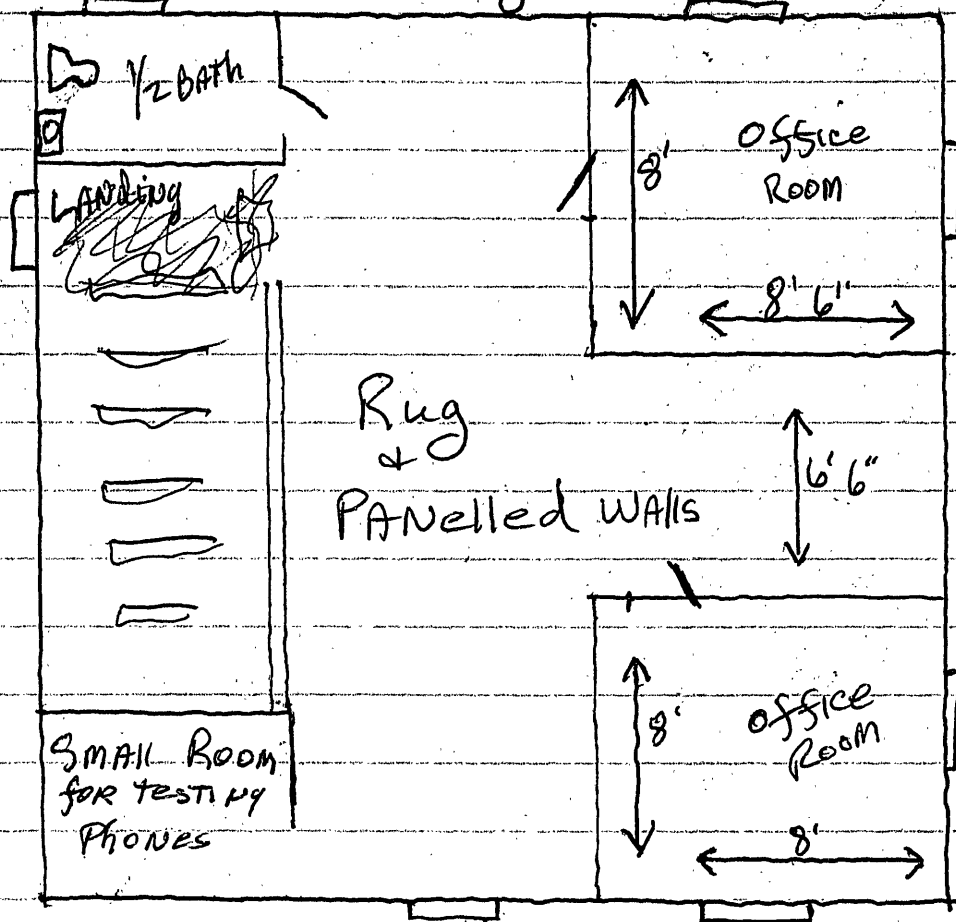 1/2 BATH
LANDING
Office
ROOM
8'
8' 6"
Rug
&
PANelled WALLS
6' 6"
SMALL ROOM
for testing
Phones
Office
ROOM
8'
8'